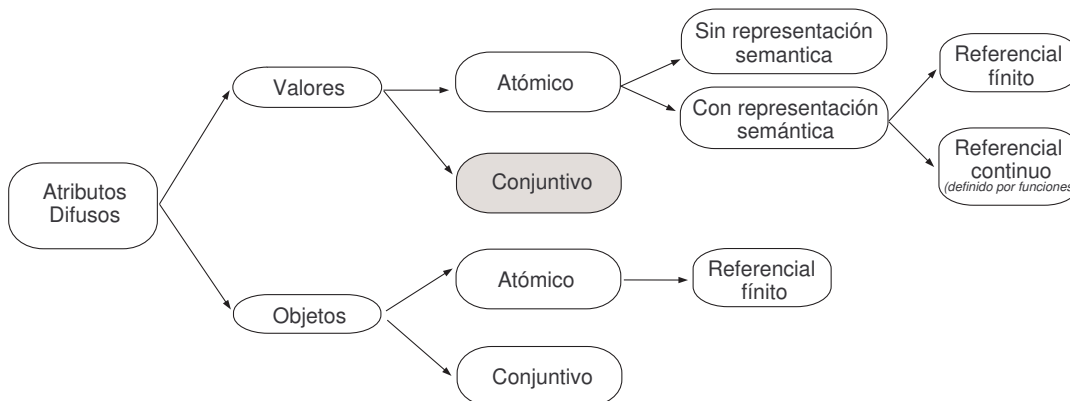 Sin representación
semantica
Referencial
fínito
Valores
Atómico
Con representación
semántica
Referencial
continuo
(definido por funciones
Conjuntivo
Atributos
Difusos
Atómico
Referencial
fínito
Objetos
Conjuntivo